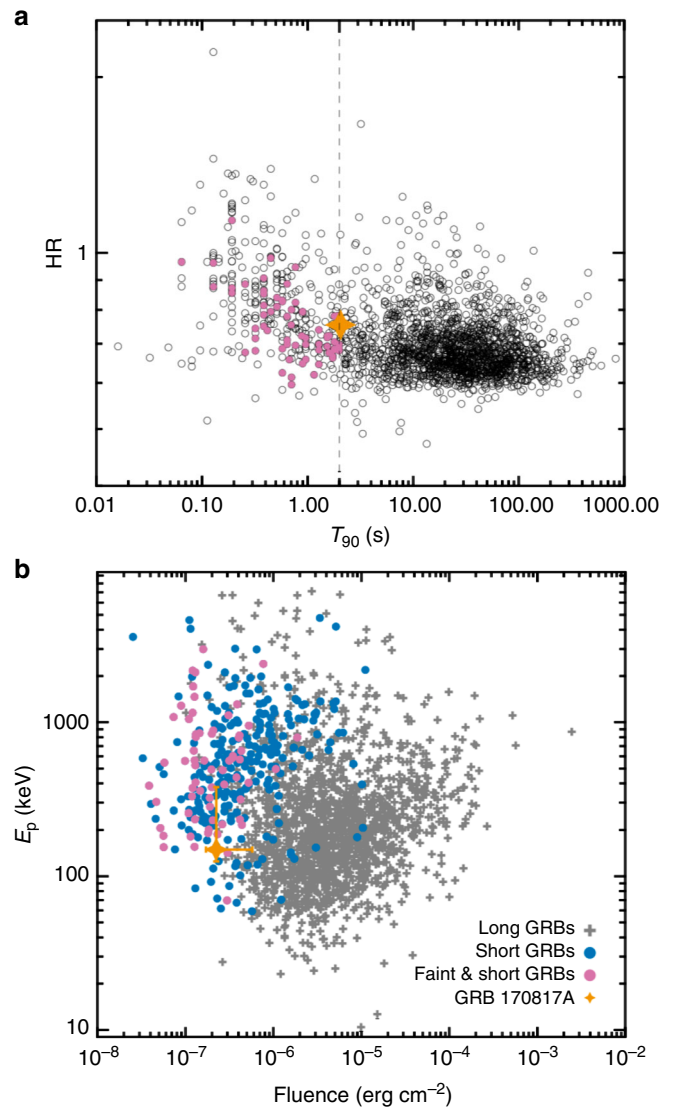 a
HR
1
0.01 0.10 1.00 10.00 100.00 1000.00
T90 (s)
b
Ep (keV)
1000
100
10
Long GRBs
Short GRBs
Faint & short GRBs
GRB 170817A
10−8 10−7 10−6 10−5 10−4 10−3 10−2
Fluence (erg cm−2)